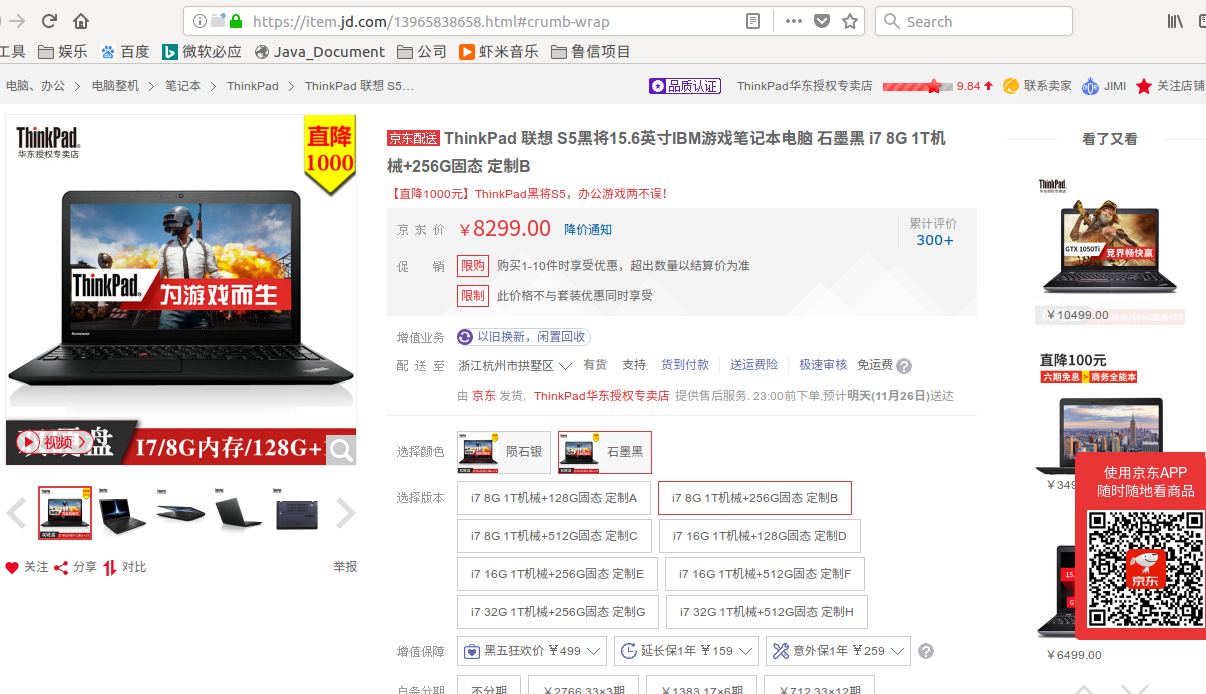 https://item.jd.com/13965838658.html#crumb-wrap
Search
工具 娱乐 百度 微软必应 Java_Document 公司 虾米音乐 鲁信项目
电脑、办公 > 电脑整机 > 笔记本 > ThinkPad > ThinkPad 联想 S5…
品质认证 ThinkPad华东授权专卖店 9.84 联系卖家 JIMI 关注店铺
ThinkPad
华东授权专卖店
直降
1000
ThinkPad
为游戏而生
lenovo
视频
硬盘 I7/8G内存/128G+
关注 分享 对比 举报
京东配送 ThinkPad 联想 S5黑将15.6英寸IBM游戏笔记本电脑 石墨黑 i7 8G 1T机
械+256G固态 定制B
【直降1000元】ThinkPad黑将S5，办公游戏两不误！
京东价 ￥8299.00 降价通知
累计评价
300+
促销 限购 购买1-10件时享受优惠，超出数量以结算价为准
限制 此价格不与套装优惠同时享受
增值业务 以旧换新，闲置回收
配送至 浙江杭州市拱墅区 有货 支持 货到付款 送运费险 极速审核 免运费
由 京东 发货, ThinkPad华东授权专卖店 提供售后服务. 23:00前下单,预计明天(11月26日)送达
选择颜色 陨石银 石墨黑
选择版本 i7 8G 1T机械+128G固态 定制A i7 8G 1T机械+256G固态 定制B
i7 8G 1T机械+512G固态 定制C i7 16G 1T机械+128G固态 定制D
i7 16G 1T机械+256G固态 定制E i7 16G 1T机械+512G固态 定制F
i7 32G 1T机械+256G固态 定制G i7 32G 1T机械+512G固态 定制H
增值保障 黑五狂欢价 ￥499 延长保1年 ￥159 意外保1年 ￥259
白条分期 不分期 ￥2766.33×3期 ￥1383.17×6期 ￥712.33×12期
看了又看
ThinkPad
GTX 1050Ti
竞界畅快赢
￥10499.00
直降100元
六期免息>商务全能本
￥349
使用京东APP
随时随地看商品
京东
￥6499.00